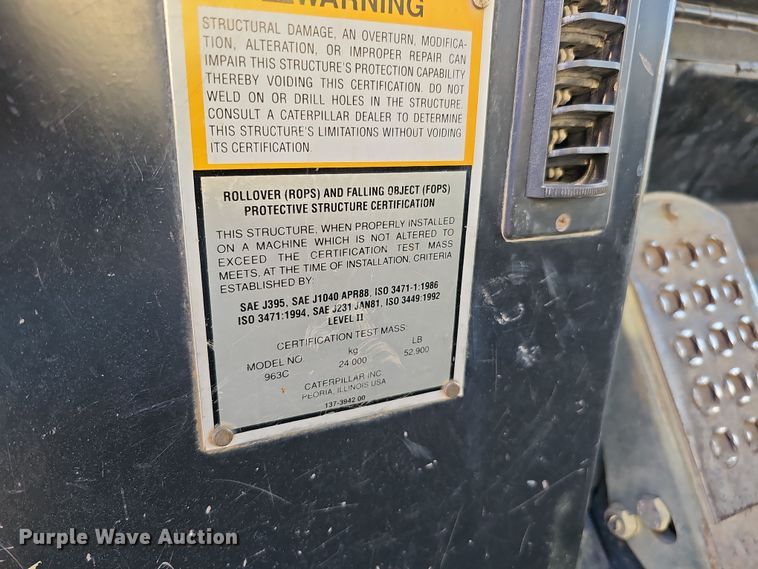 WARNING
STRUCTURAL DAMAGE, AN OVERTURN, MODIFICA-
TION, ALTERATION, OR IMPROPER REPAIR CAN
IMPAIR THIS STRUCTURE'S PROTECTION CAPABILITY
THEREBY VOIDING THIS CERTIFICATION. DO NOT
WELD ON OR DRILL HOLES IN THE STRUCTURE.
CONSULT A CATERPILLAR DEALER TO DETERMINE
THIS STRUCTURE'S LIMITATIONS WITHOUT VOIDING
ITS CERTIFICATION.
ROLLOVER (ROPS) AND FALLING OBJECT (FOPS)
PROTECTIVE STRUCTURE CERTIFICATION
THIS STRUCTURE, WHEN PROPERLY INSTALLED
ON A MACHINE WHICH IS NOT ALTERED TO
EXCEED THE CERTIFICATION TEST MASS
MEETS, AT THE TIME OF INSTALLATION, CRITERIA
ESTABLISHED BY:
SAE J395, SAE J1040 APR88, ISO 3471-1:1986
ISO 3471:1994, SAE J231 JAN81, ISO 3449:1992
LEVEL II
CERTIFICATION TEST MASS:
MODEL NO. kg LB
963C 24 000 52,900
CATERPILLAR INC
PEORIA, ILLINOIS USA
137-3942 00
Purple Wave Auction